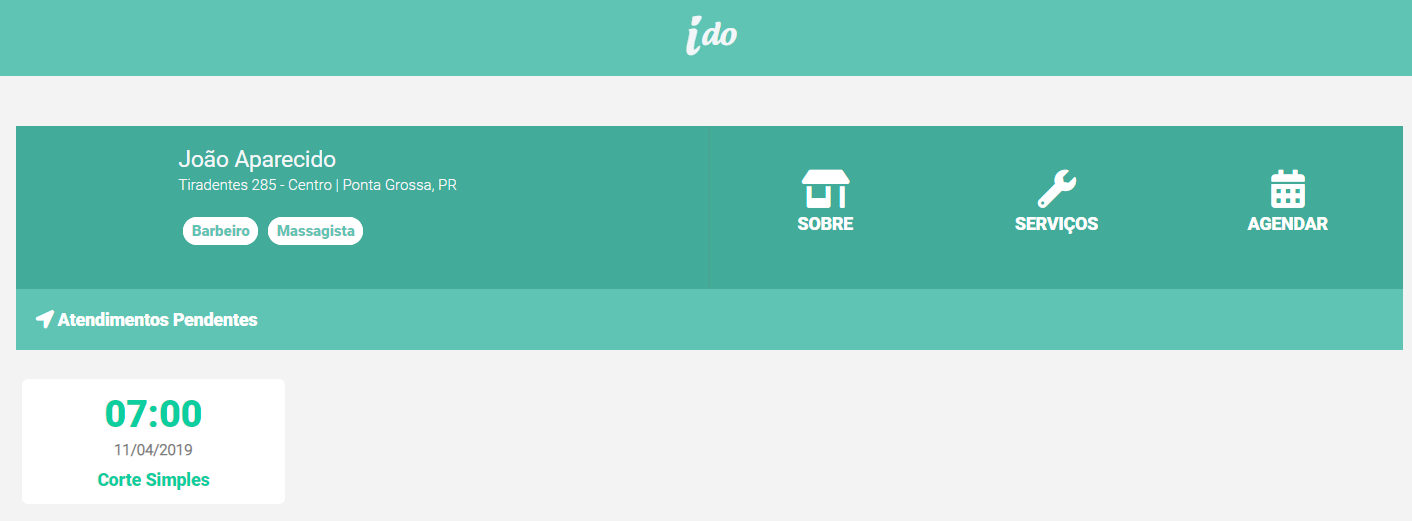 ido
João Aparecido
Tiradentes 285 - Centro | Ponta Grossa, PR
Barbeiro
Massagista
SOBRE
SERVIÇOS
AGENDAR
Atendimentos Pendentes
07:00
11/04/2019
Corte Simples